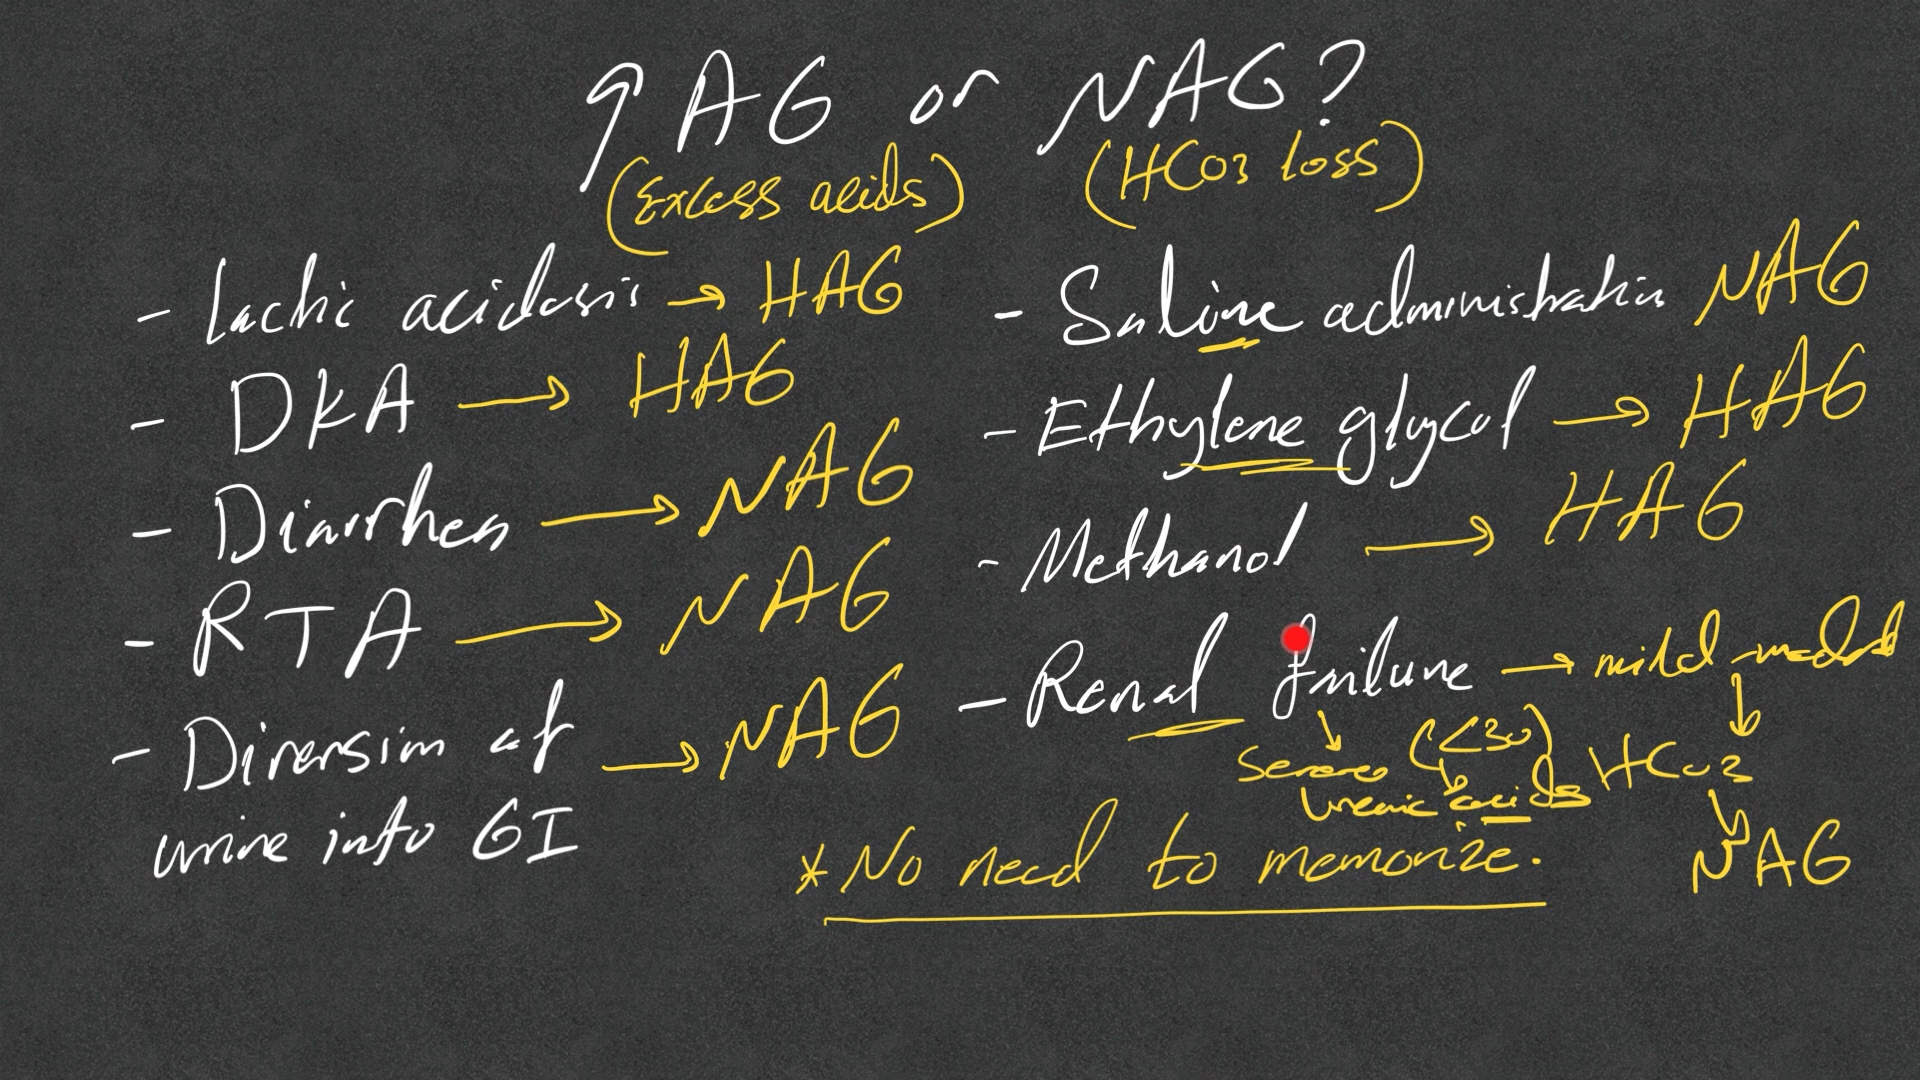 ↑AG or NAG?
(Excess acids) (HCO3 loss)
- Lactic acidosis → HAG
- DKA → HAG
- Diarrhea → NAG
- RTA → NAG
- Diversion of → NAG
urine into GI
- Saline administration NAG
- Ethylene glycol → HAG
- Methanol → HAG
- Renal failure → mild-modest
↓
Severe (<30) HCO3
Uremic acids
NAG
* No need to memorize.